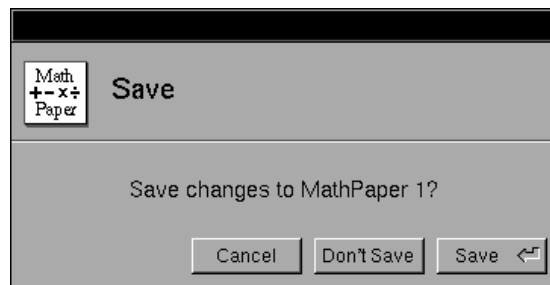 Math
+-×÷
Paper
Save
Save changes to MathPaper 1?
Cancel Don't Save Save